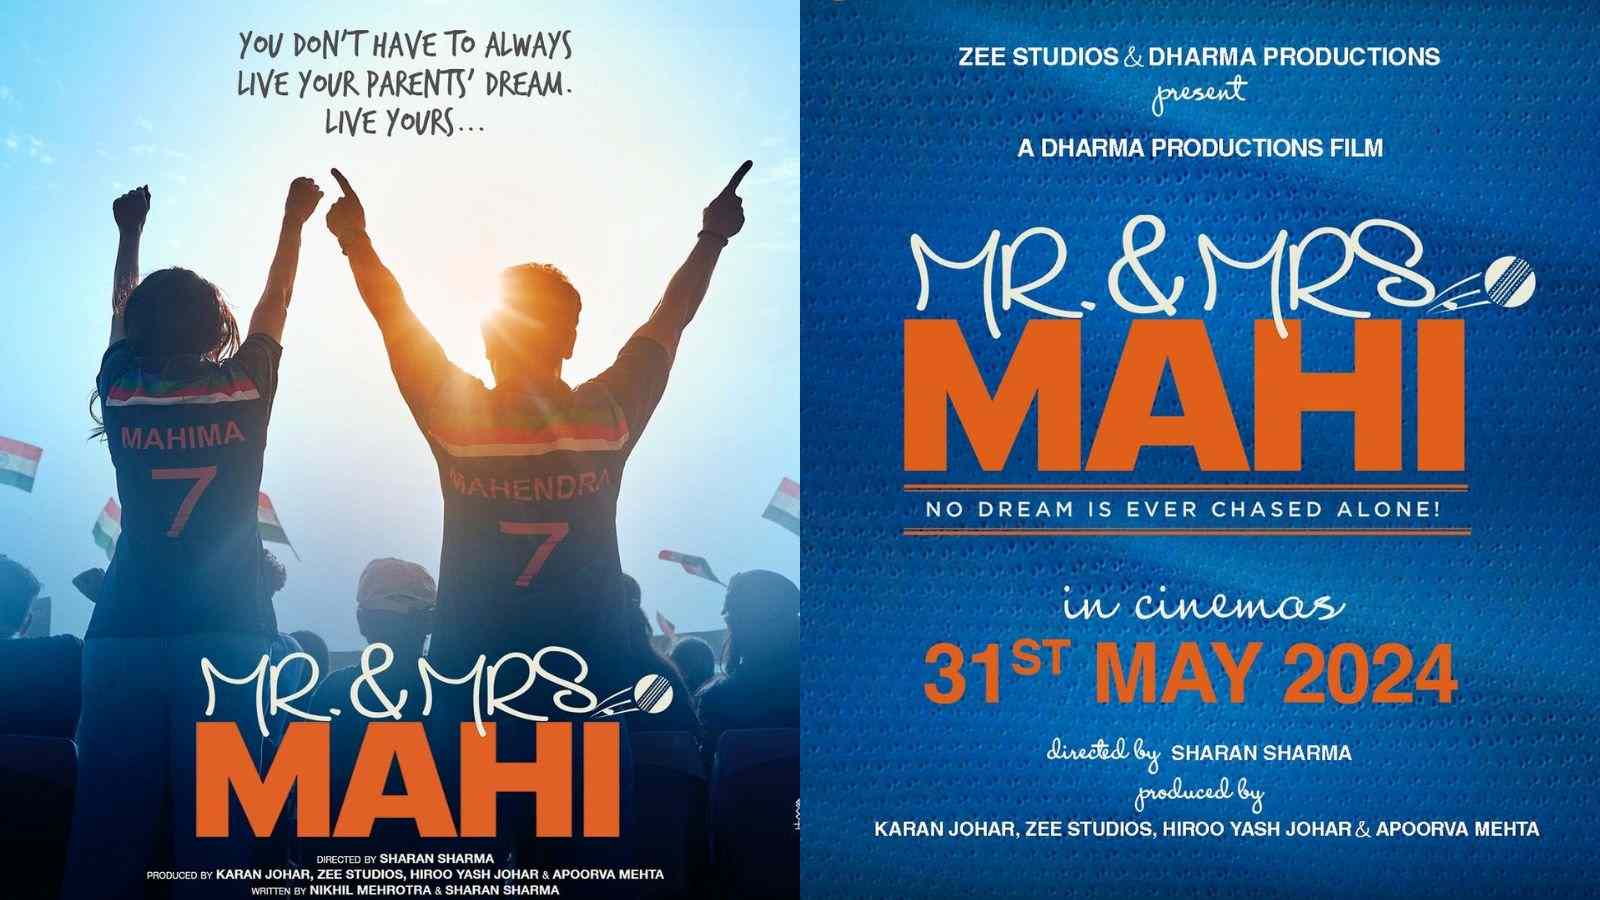 YOU DON'T HAVE TO ALWAYS
LIVE YOUR PARENTS' DREAM.
LIVE YOURS...
MAHIMA
7
MAHENDRA
7
MR. & MRS.
MAHI
DIRECTED BY SHARAN SHARMA
PRODUCED BY KARAN JOHAR, ZEE STUDIOS, HIROO YASH JOHAR & APOORVA MEHTA
WRITTEN BY NIKHIL MEHROTRA & SHARAN SHARMA
ZEE STUDIOS & DHARMA PRODUCTIONS
present
A DHARMA PRODUCTIONS FILM
MR. & MRS.
MAHI
NO DREAM IS EVER CHASED ALONE!
in cinemas
31ST MAY 2024
directed by SHARAN SHARMA
produced by
KARAN JOHAR, ZEE STUDIOS, HIROO YASH JOHAR & APOORVA MEHTA